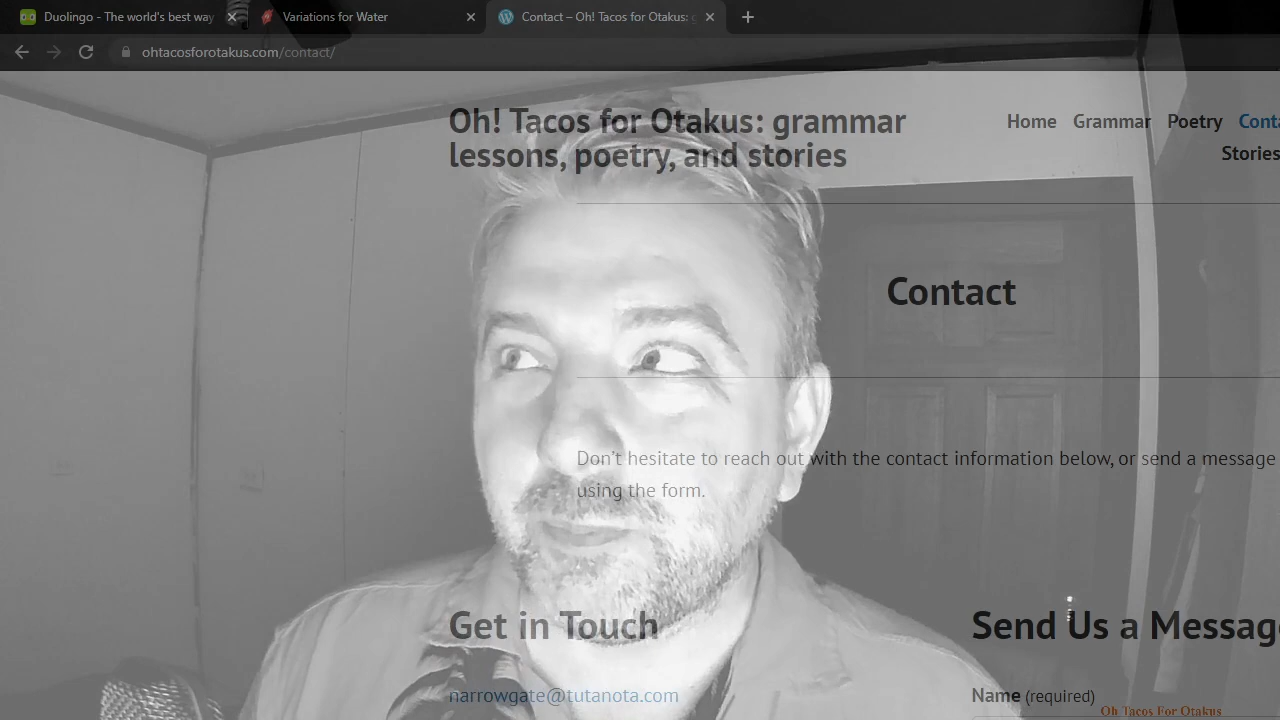 Duolingo - The world's best way
Variations for Water
Contact – Oh! Tacos for Otakus: g
ohtacosforotakus.com/contact/
Oh! Tacos for Otakus: grammar
lessons, poetry, and stories
Home Grammar Poetry Conta
Stories
Contact
Don't hesitate to reach out with the contact information below, or send a message
using the form.
Get in Touch
narrowgate@tutanota.com
Send Us a Messag
Name (required)
Oh Tacos For Otakus